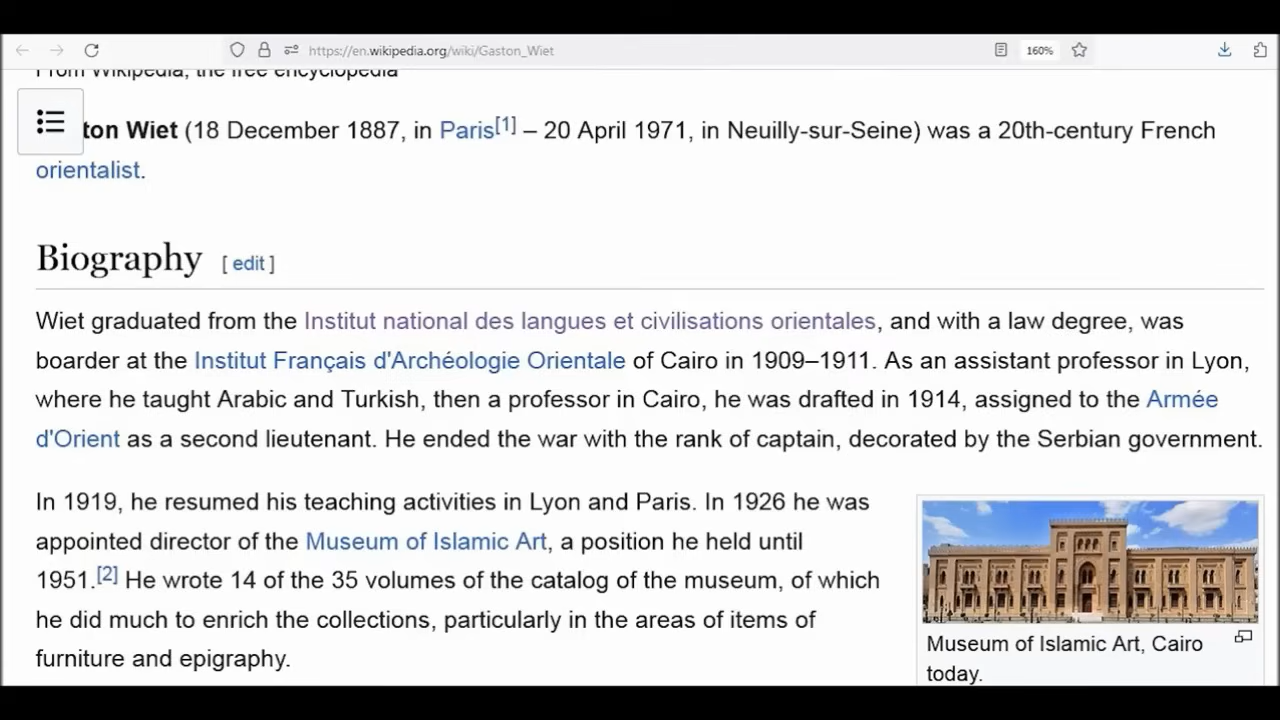 https://en.wikipedia.org/wiki/Gaston_Wiet
160%
From Wikipedia, the free encyclopedia
ton Wiet (18 December 1887, in Paris[1] – 20 April 1971, in Neuilly-sur-Seine) was a 20th-century French
orientalist.
Biography [ edit ]
Wiet graduated from the Institut national des langues et civilisations orientales, and with a law degree, was
boarder at the Institut Français d'Archéologie Orientale of Cairo in 1909–1911. As an assistant professor in Lyon,
where he taught Arabic and Turkish, then a professor in Cairo, he was drafted in 1914, assigned to the Armée
d'Orient as a second lieutenant. He ended the war with the rank of captain, decorated by the Serbian government.
In 1919, he resumed his teaching activities in Lyon and Paris. In 1926 he was
appointed director of the Museum of Islamic Art, a position he held until
1951.[2] He wrote 14 of the 35 volumes of the catalog of the museum, of which
he did much to enrich the collections, particularly in the areas of items of
furniture and epigraphy.
Museum of Islamic Art, Cairo
today.